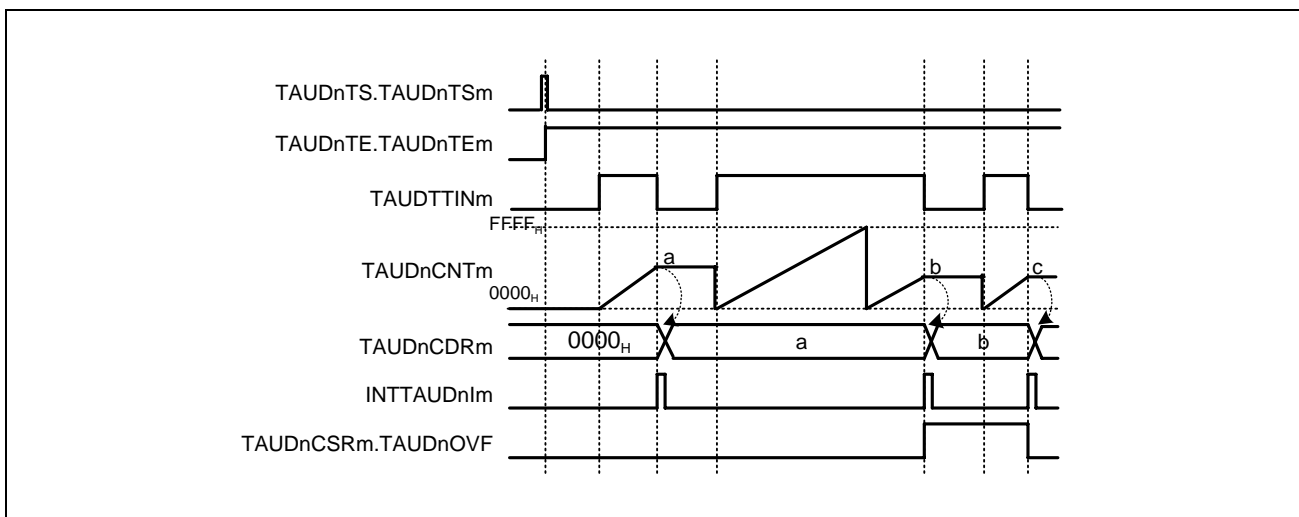 TAUDnTS.TAUDnTSm
TAUDnTE.TAUDnTEm
TAUDTTINm
FFFFH
TAUDnCNTm
a
b
c
0000H
TAUDnCDRm
0000H
a
b
INTTAUDnIm
TAUDnCSRm.TAUDnOVF